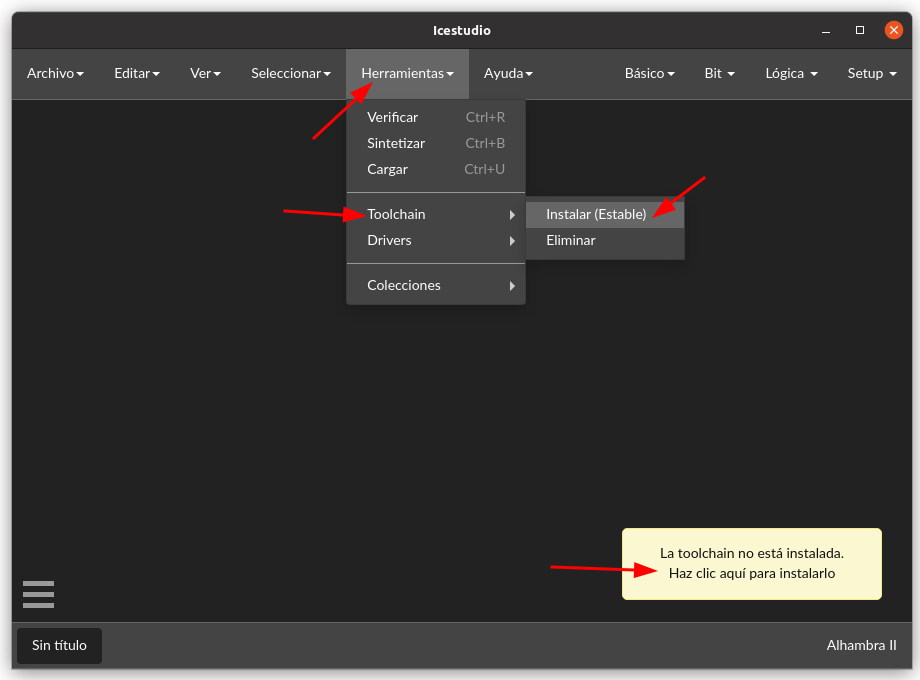 Icestudio
Archivo Editar Ver Seleccionar Herramientas Ayuda Básico Bit Lógica Setup
Verificar Ctrl+R
Sintetizar Ctrl+B
Cargar Ctrl+U
Toolchain Instalar (Estable)
Drivers Eliminar
Colecciones
La toolchain no está instalada.
Haz clic aquí para instalarlo
Sin título Alhambra II